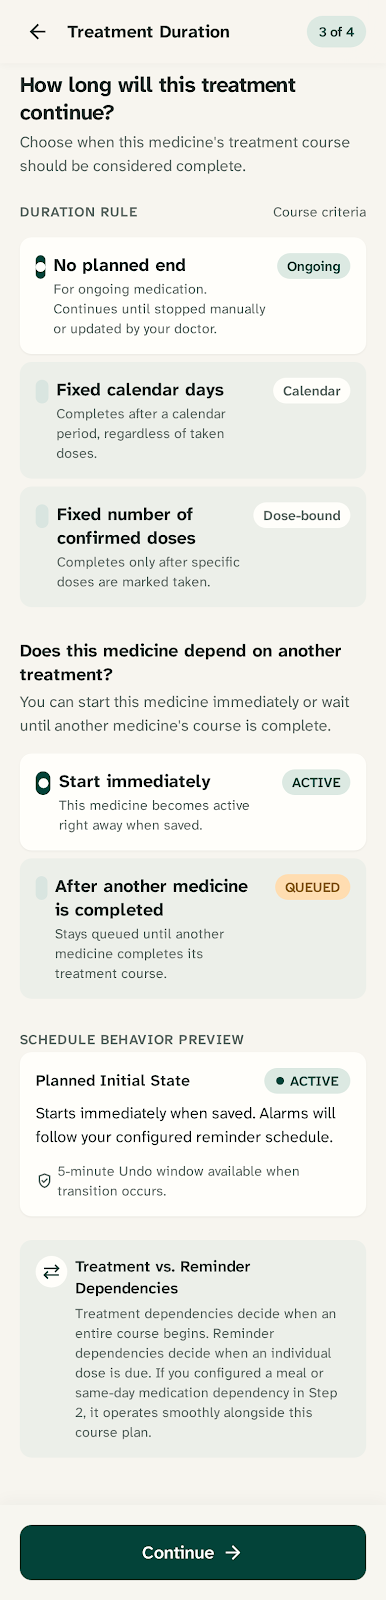 Treatment Duration
3 of 4
How long will this treatment
continue?
Choose when this medicine's treatment course
should be considered complete.
DURATION RULE
Course criteria
No planned end
Ongoing
For ongoing medication.
Continues until stopped manually
or updated by your doctor.
Fixed calendar days
Calendar
Completes after a calendar
period, regardless of taken
doses.
Fixed number of
confirmed doses
Dose-bound
Completes only after specific
doses are marked taken.
Does this medicine depend on another
treatment?
You can start this medicine immediately or wait
until another medicine's course is complete.
Start immediately
ACTIVE
This medicine becomes active
right away when saved.
After another medicine
is completed
QUEUED
Stays queued until another
medicine completes its
treatment course.
SCHEDULE BEHAVIOR PREVIEW
Planned Initial State
ACTIVE
Starts immediately when saved. Alarms will
follow your configured reminder schedule.
5-minute Undo window available when
transition occurs.
Treatment vs. Reminder
Dependencies
Treatment dependencies decide when an
entire course begins. Reminder
dependencies decide when an individual
dose is due. If you configured a meal or
same-day medication dependency in Step
2, it operates smoothly alongside this
course plan.
Continue